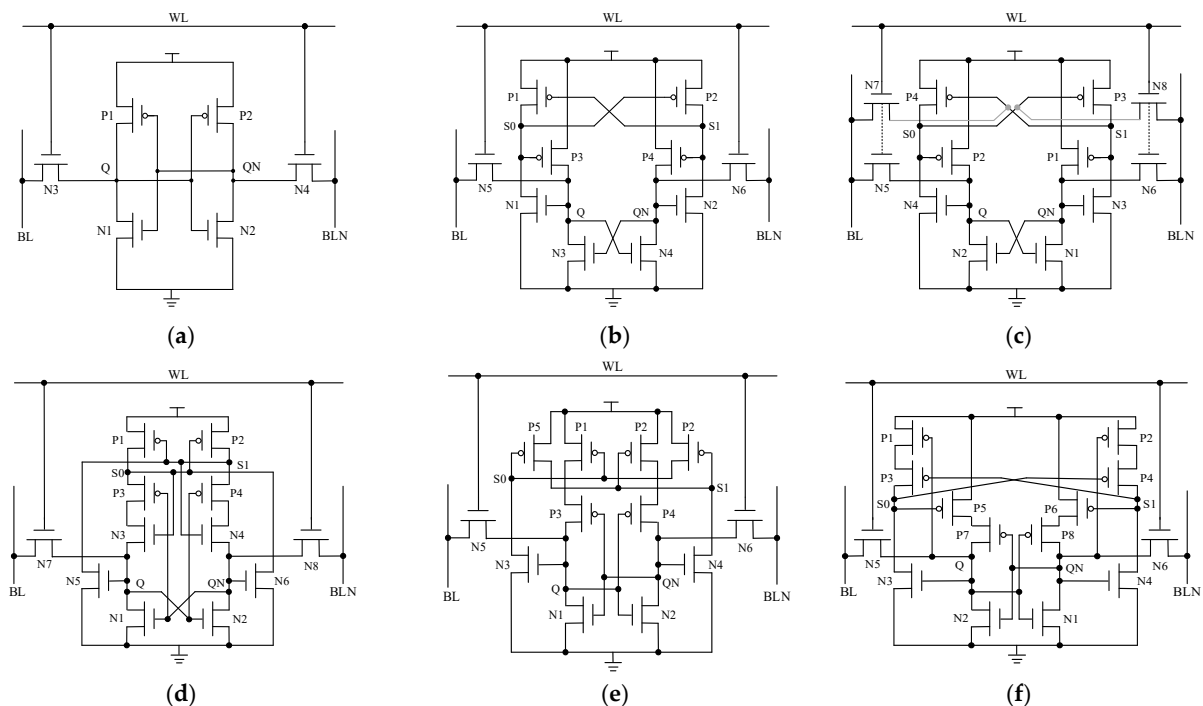 WL WL WL
P1 P2 P1 P2 N7 P4 P3 N8
S0 S1 S0 S1
P3 P4 P2 P1
N3 Q QN N4 N5 N6 N5 N6
N1 N2 N1 N2 N4 N3
BL N1 N2 BLN BL Q QN BLN BL Q QN BLN
N3 N4 N2 N1
(a) (b) (c)
WL WL WL
P1 P2 P5 P1 P2 P2 P1 P2
S0 S1 S0 S1 P3 P4
P3 P4 P3 P4 S0 S1
N3 N4 N5 N6 P5 P6
N7 N8 P7 P8
N5 N6 N3 N4 N5 N6
BL Q QN BLN BL Q QN BLN BL N3 Q QN N4 BLN
N1 N2 N1 N2 N2 N1
(d) (e) (f)